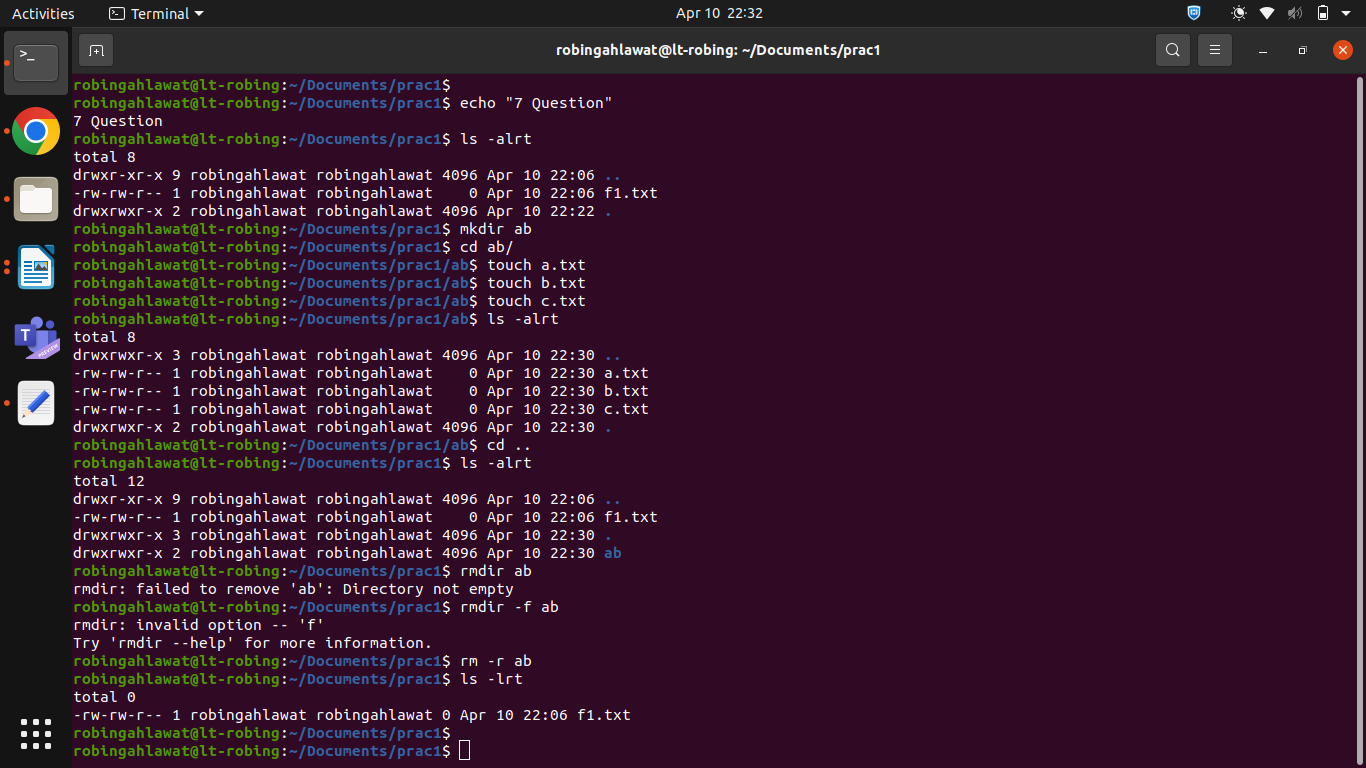 Activities
Terminal
Apr 10 22:32
robingahlawat@lt-robing: ~/Documents/prac1
robingahlawat@lt-robing:~/Documents/prac1$
robingahlawat@lt-robing:~/Documents/prac1$ echo "7 Question"
7 Question
robingahlawat@lt-robing:~/Documents/prac1$ ls -alrt
total 8
drwxr-xr-x 9 robingahlawat robingahlawat 4096 Apr 10 22:06 ..
-rw-rw-r-- 1 robingahlawat robingahlawat    0 Apr 10 22:06 f1.txt
drwxrwxr-x 2 robingahlawat robingahlawat 4096 Apr 10 22:22 .
robingahlawat@lt-robing:~/Documents/prac1$ mkdir ab
robingahlawat@lt-robing:~/Documents/prac1$ cd ab/
robingahlawat@lt-robing:~/Documents/prac1/ab$ touch a.txt
robingahlawat@lt-robing:~/Documents/prac1/ab$ touch b.txt
robingahlawat@lt-robing:~/Documents/prac1/ab$ touch c.txt
robingahlawat@lt-robing:~/Documents/prac1/ab$ ls -alrt
total 8
drwxrwxr-x 3 robingahlawat robingahlawat 4096 Apr 10 22:30 ..
-rw-rw-r-- 1 robingahlawat robingahlawat    0 Apr 10 22:30 a.txt
-rw-rw-r-- 1 robingahlawat robingahlawat    0 Apr 10 22:30 b.txt
-rw-rw-r-- 1 robingahlawat robingahlawat    0 Apr 10 22:30 c.txt
drwxrwxr-x 2 robingahlawat robingahlawat 4096 Apr 10 22:30 .
robingahlawat@lt-robing:~/Documents/prac1/ab$ cd ..
robingahlawat@lt-robing:~/Documents/prac1$ ls -alrt
total 12
drwxr-xr-x 9 robingahlawat robingahlawat 4096 Apr 10 22:06 ..
-rw-rw-r-- 1 robingahlawat robingahlawat    0 Apr 10 22:06 f1.txt
drwxrwxr-x 3 robingahlawat robingahlawat 4096 Apr 10 22:30 .
drwxrwxr-x 2 robingahlawat robingahlawat 4096 Apr 10 22:30 ab
robingahlawat@lt-robing:~/Documents/prac1$ rmdir ab
rmdir: failed to remove 'ab': Directory not empty
robingahlawat@lt-robing:~/Documents/prac1$ rmdir -f ab
rmdir: invalid option -- 'f'
Try 'rmdir --help' for more information.
robingahlawat@lt-robing:~/Documents/prac1$ rm -r ab
robingahlawat@lt-robing:~/Documents/prac1$ ls -lrt
total 0
-rw-rw-r-- 1 robingahlawat robingahlawat 0 Apr 10 22:06 f1.txt
robingahlawat@lt-robing:~/Documents/prac1$
robingahlawat@lt-robing:~/Documents/prac1$